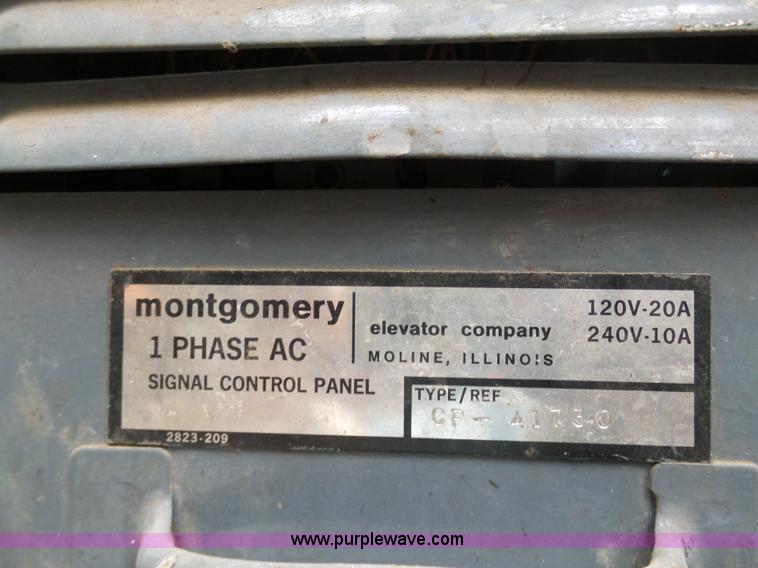 montgomery
elevator company
MOLINE, ILLINOIS
120V-20A
240V-10A
1 PHASE AC
SIGNAL CONTROL PANEL
TYPE/REF
CP- 41730
2823-209
www.purplewave.com